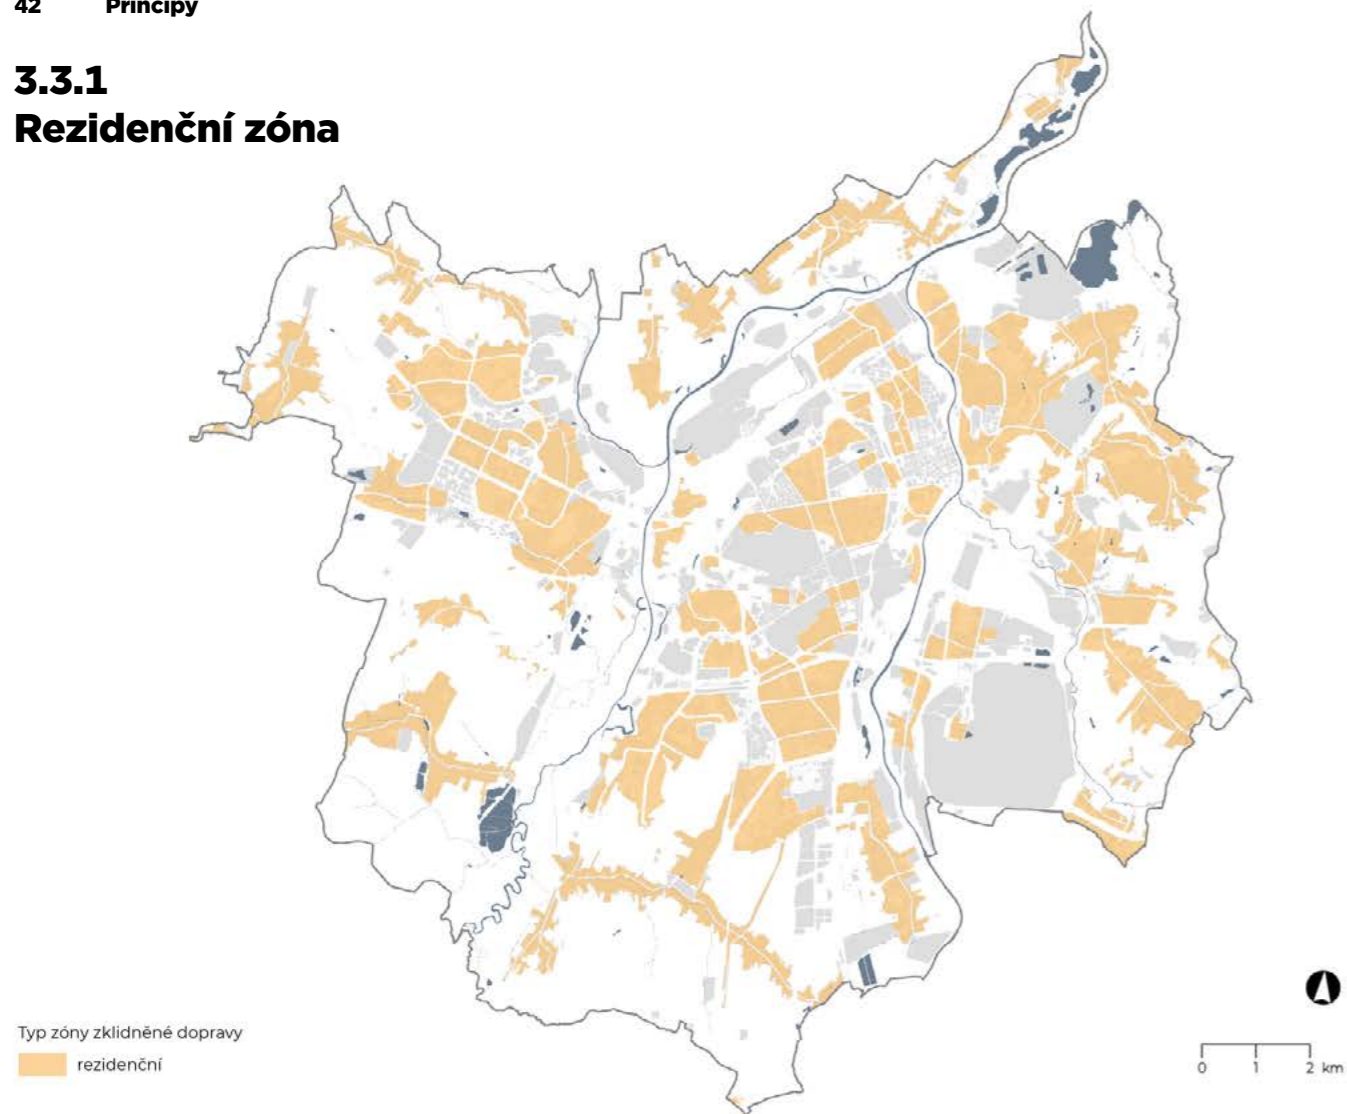 42 Principy
3.3.1
Rezidenční zóna
Typ zóny zklidněné dopravy
rezidenční
0 1 2 km